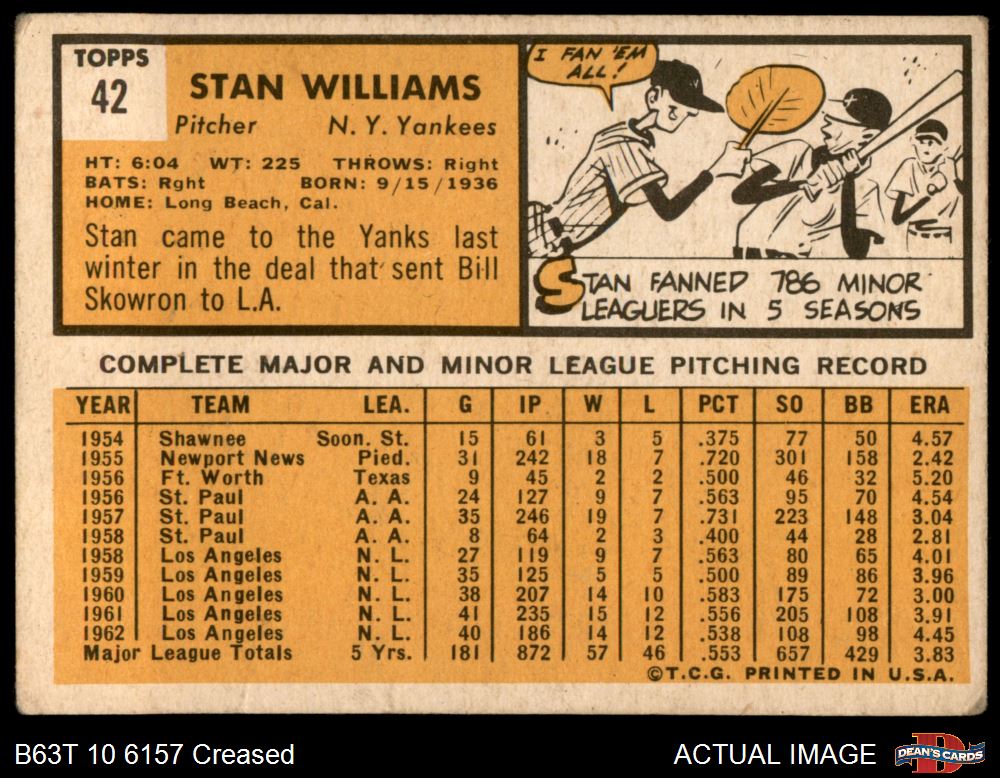 TOPPS
42
STAN WILLIAMS
Pitcher N. Y. Yankees
HT: 6:04 WT: 225 THROWS: Right
BATS: Rght BORN: 9/15/1936
HOME: Long Beach, Cal.
Stan came to the Yanks last
winter in the deal that sent Bill
Skowron to L.A.
I FAN 'EM
ALL!
STAN FANNED 786 MINOR
LEAGUERS IN 5 SEASONS
COMPLETE MAJOR AND MINOR LEAGUE PITCHING RECORD
YEAR TEAM LEA. G IP W L PCT SO BB ERA
1954 Shawnee Soon. St. 15 61 3 5 .375 77 50 4.57
1955 Newport News Pied. 31 242 18 7 .720 301 158 2.42
1956 Ft. Worth Texas 9 45 2 2 .500 46 32 5.20
1956 St. Paul A. A. 24 127 9 7 .563 95 70 4.54
1957 St. Paul A. A. 35 246 19 7 .731 223 148 3.04
1958 St. Paul A. A. 8 64 2 3 .400 44 28 2.81
1958 Los Angeles N. L. 27 119 9 7 .563 80 65 4.01
1959 Los Angeles N. L. 35 125 5 5 .500 89 86 3.96
1960 Los Angeles N. L. 38 207 14 10 .583 175 72 3.00
1961 Los Angeles N. L. 41 235 15 12 .556 205 108 3.91
1962 Los Angeles N. L. 40 186 14 12 .538 108 98 4.45
Major League Totals 5 Yrs. 181 872 57 46 .553 657 429 3.83
©T.C.G. PRINTED IN U.S.A.
B63T 10 6157 Creased ACTUAL IMAGE
DEAN'S CARDS